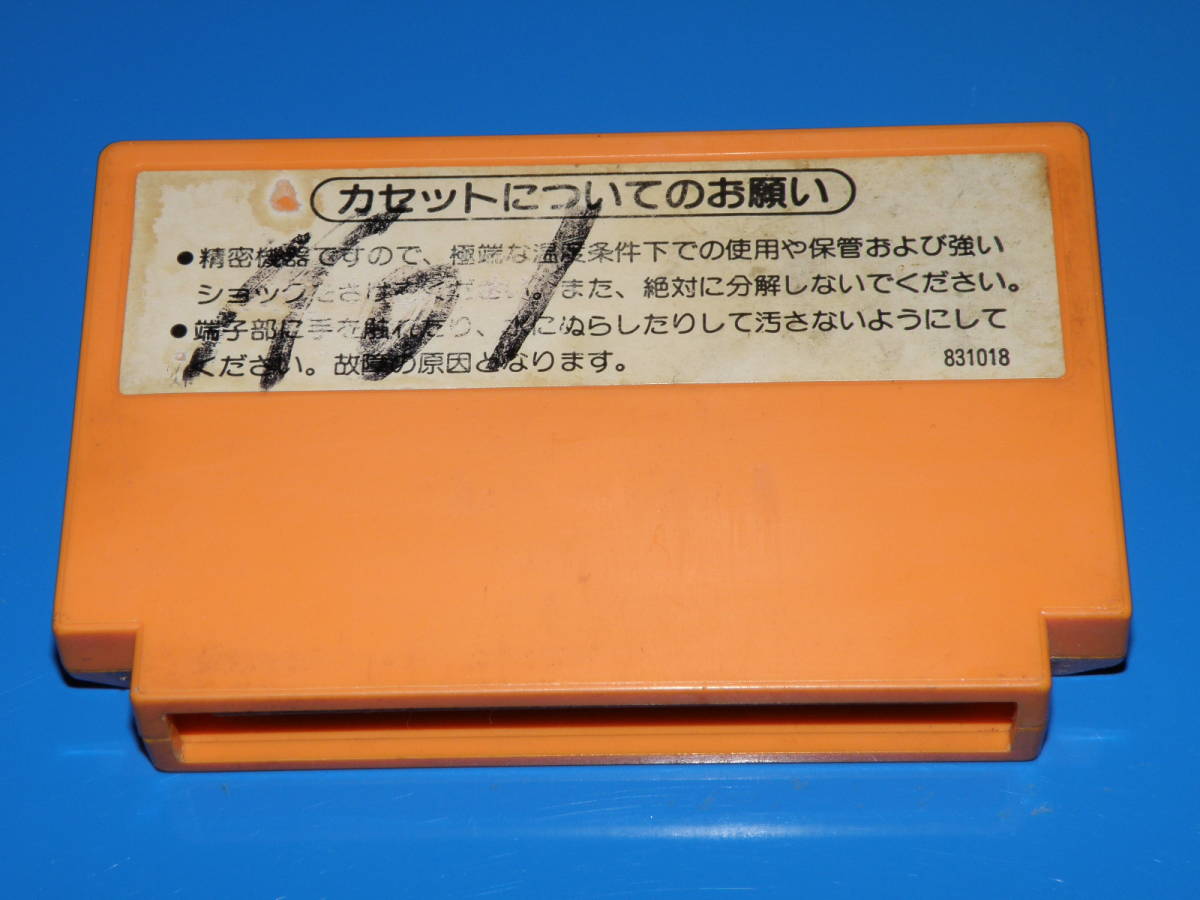 カセットについてのお願い
●精密機器ですので、極端な温度条件下での使用や保管および強い
ショックをさけてください。また、絶対に分解しないでください。
●端子部に手を触れたり、水にぬらしたりして汚さないようにして
ください。故障の原因となります。
831018